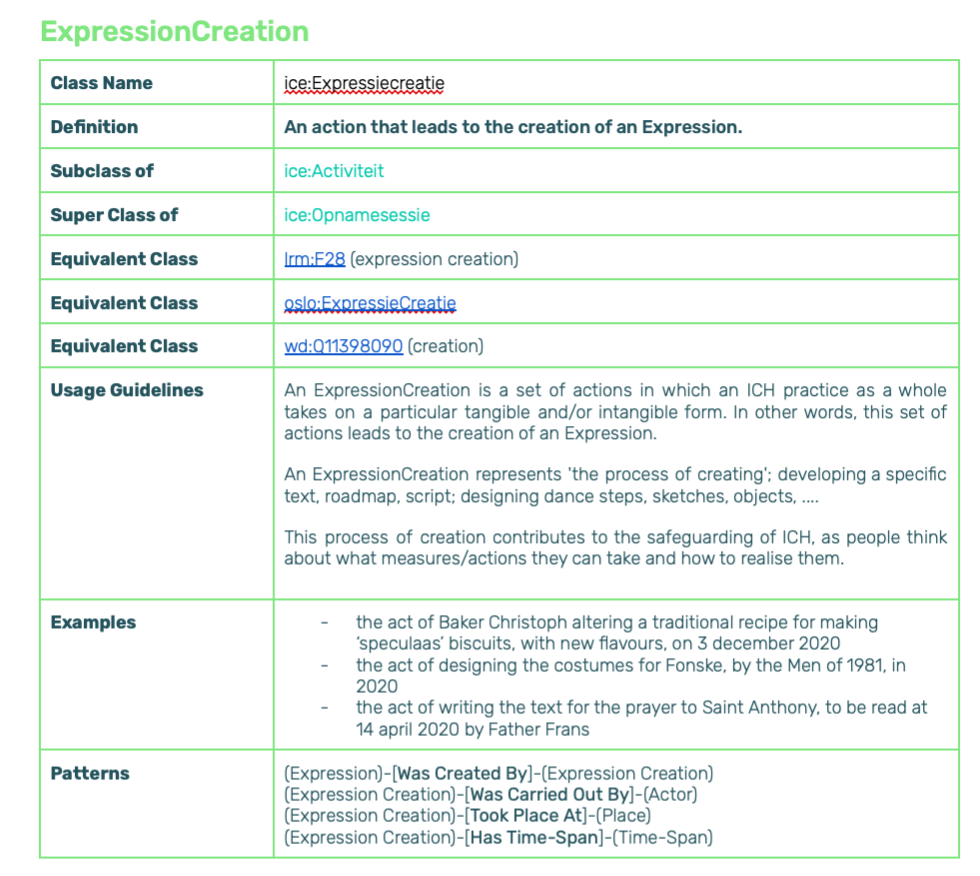 ExpressionCreation
Class Name ice:Expressiecreatie
Definition An action that leads to the creation of an Expression.
Subclass of ice:Activiteit
Super Class of ice:Opnamesessie
Equivalent Class lrm:F28 (expression creation)
Equivalent Class oslo:ExpressieCreatie
Equivalent Class wd:Q11398090 (creation)
Usage Guidelines An ExpressionCreation is a set of actions in which an ICH practice as a whole
takes on a particular tangible and/or intangible form. In other words, this set of
actions leads to the creation of an Expression.
An ExpressionCreation represents 'the process of creating'; developing a specific
text, roadmap, script; designing dance steps, sketches, objects, ....
This process of creation contributes to the safeguarding of ICH, as people think
about what measures/actions they can take and how to realise them.
Examples - the act of Baker Christoph altering a traditional recipe for making
‘speculaas’ biscuits, with new flavours, on 3 december 2020
- the act of designing the costumes for Fonske, by the Men of 1981, in
2020
- the act of writing the text for the prayer to Saint Anthony, to be read at
14 april 2020 by Father Frans
Patterns (Expression)-[Was Created By]-(Expression Creation)
(Expression Creation)-[Was Carried Out By]-(Actor)
(Expression Creation)-[Took Place At]-(Place)
(Expression Creation)-[Has Time-Span]-(Time-Span)